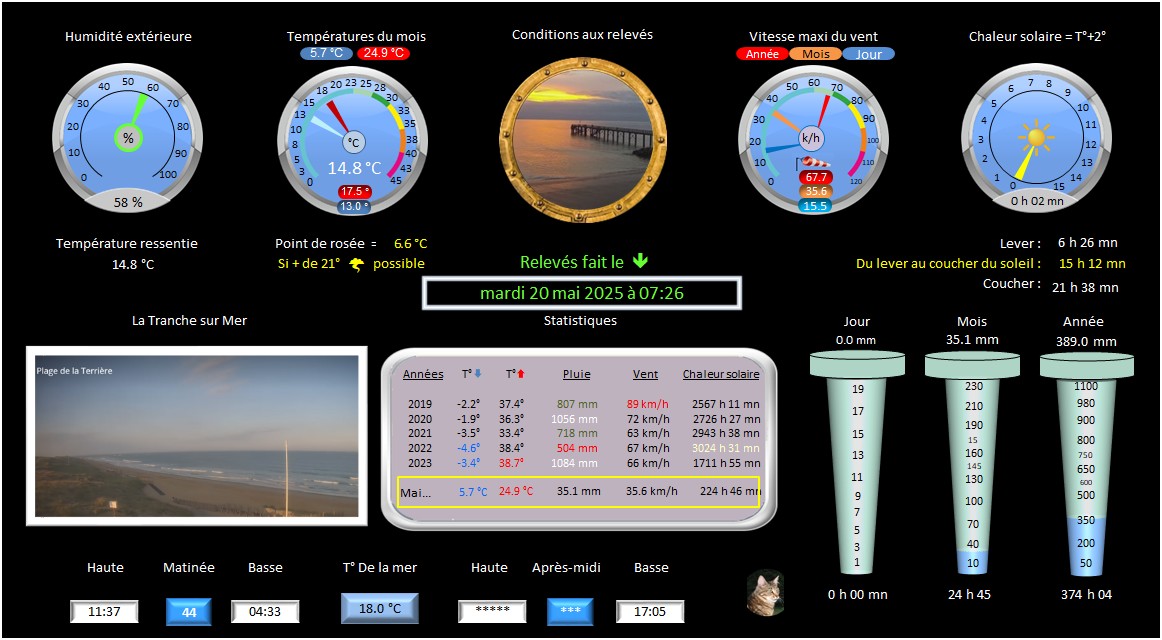 Humidité extérieure
Températures du mois
Conditions aux relevés
Vitesse maxi du vent
Chaleur solaire = T°+2°
5.7 °C 24.9 °C
Année Mois Jour
0 10 20 30 40 50 60 70 80 90 100
%
58 %
0 3 5 8 10 13 15 18 20 23 25 28 30 33 35 38 40 43 45
°C
14.8 °C
17.5 °
13.0 °
0 10 20 30 40 50 60 70 80 90 100 110 120
k/h
67.7
35.6
15.5
0 1 2 3 4 5 6 7 8 9 10 11 12 14 15
0 h 02 mn
Température ressentie
14.8 °C
Point de rosée = 6.6 °C
Si + de 21° possible
Relevés fait le
mardi 20 mai 2025 à 07:26
Lever : 6 h 26 mn
Du lever au coucher du soleil : 15 h 12 mn
Coucher : 21 h 38 mn
La Tranche sur Mer
Plage de la Terrière
Statistiques
Années T° T° Pluie Vent Chaleur solaire
2019 -2.2° 37.4° 807 mm 89 km/h 2567 h 11 mn
2020 -1.9° 36.3° 1056 mm 72 km/h 2726 h 27 mn
2021 -3.5° 33.4° 718 mm 63 km/h 2943 h 38 mn
2022 -4.6° 38.4° 504 mm 67 km/h 3024 h 31 mn
2023 -3.4° 38.7° 1084 mm 66 km/h 1711 h 55 mn
Mai... 5.7 °C 24.9 °C 35.1 mm 35.6 km/h 224 h 46 mn
Jour
0.0 mm
19
17
15
13
11
9
7
5
3
1
0 h 00 mn
Mois
35.1 mm
230
210
190
15
160
145
130
100
70
40
10
24 h 45
Année
389.0 mm
1100
980
900
800
750
650
600
500
350
200
50
374 h 04
Haute Matinée Basse
11:37 44 04:33
T° De la mer
18.0 °C
Haute Après-midi Basse
***** *** 17:05